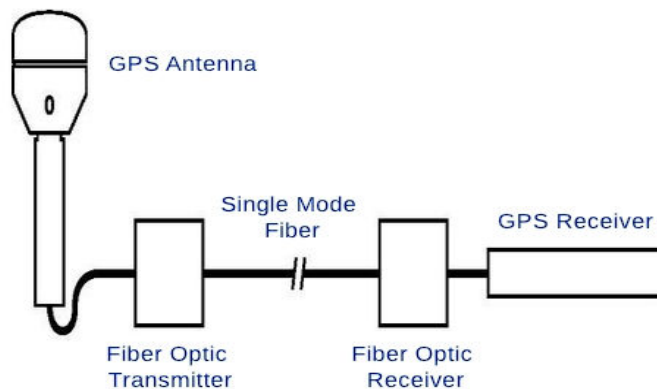 GPS Antenna
Single Mode
Fiber
GPS Receiver
Fiber Optic
Transmitter
Fiber Optic
Receiver